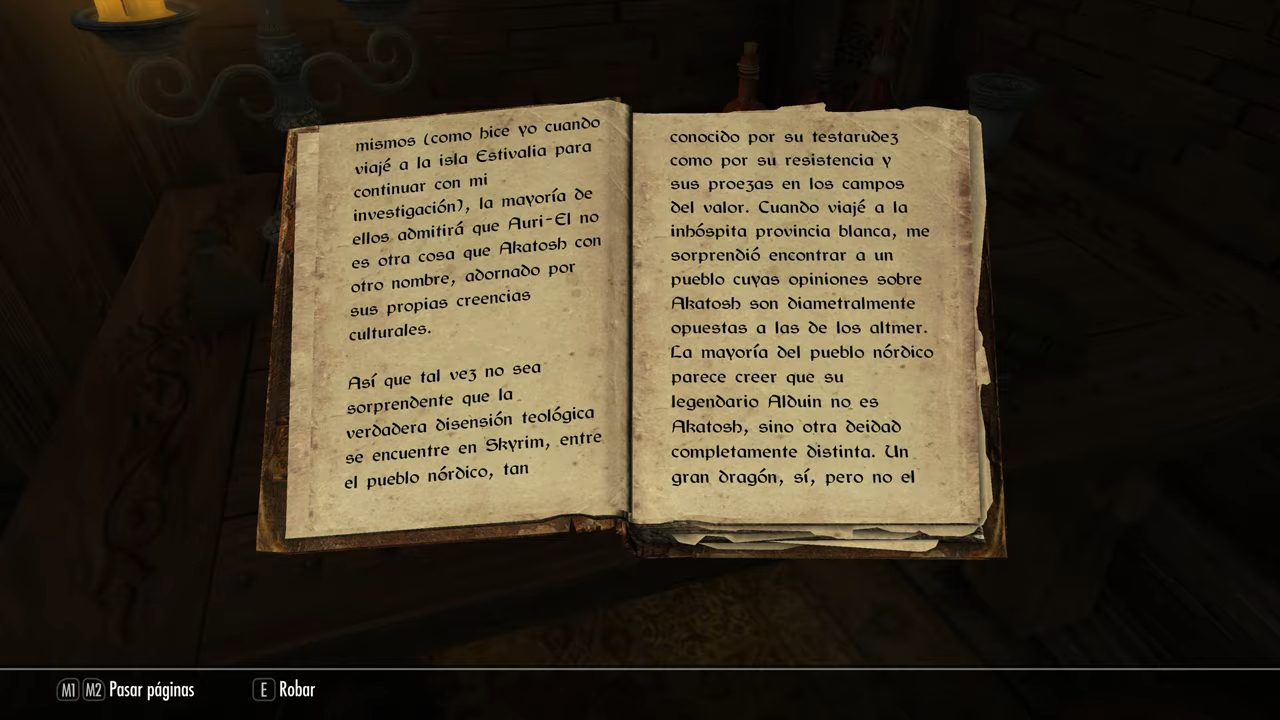 mismos (como hice yo cuando
viajé a la isla Estivalia para
continuar con mi
investigación), la mayoría de
ellos admitirá que Auri-El no
es otra cosa que Akatosh con
otro nombre, adornado por
sus propias creencias
culturales.
Así que tal vez no sea
sorprendente que la
verdadera disensión teológica
se encuentre en Skyrim, entre
el pueblo nórdico, tan
conocido por su testarudez
como por su resistencia y
sus proezas en los campos
del valor. Cuando viajé a la
inhóspita provincia blanca, me
sorprendió encontrar a un
pueblo cuyas opiniones sobre
Akatosh son diametralmente
opuestas a las de los altmer.
La mayoría del pueblo nórdico
parece creer que su
legendario Alduin no es
Akatosh, sino otra deidad
completamente distinta. Un
gran dragón, sí, pero no el
M1 M2 Pasar páginas
E Robar